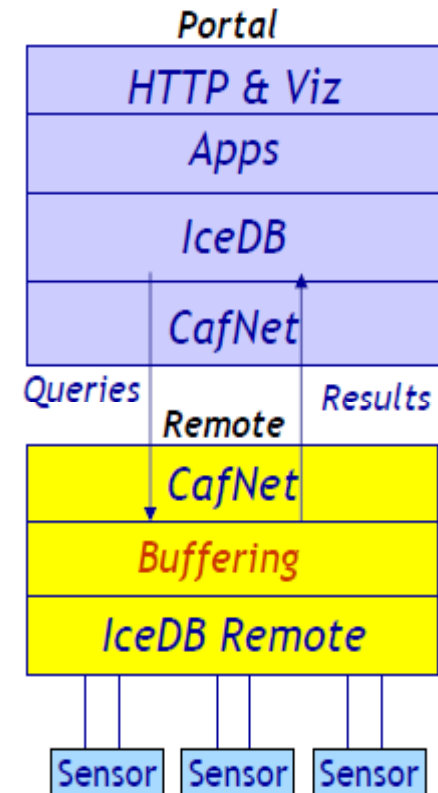 Portal
HTTP & Viz
Apps
IceDB
CafNet
Queries
Results
Remote
CafNet
Buffering
IceDB Remote
Sensor Sensor Sensor